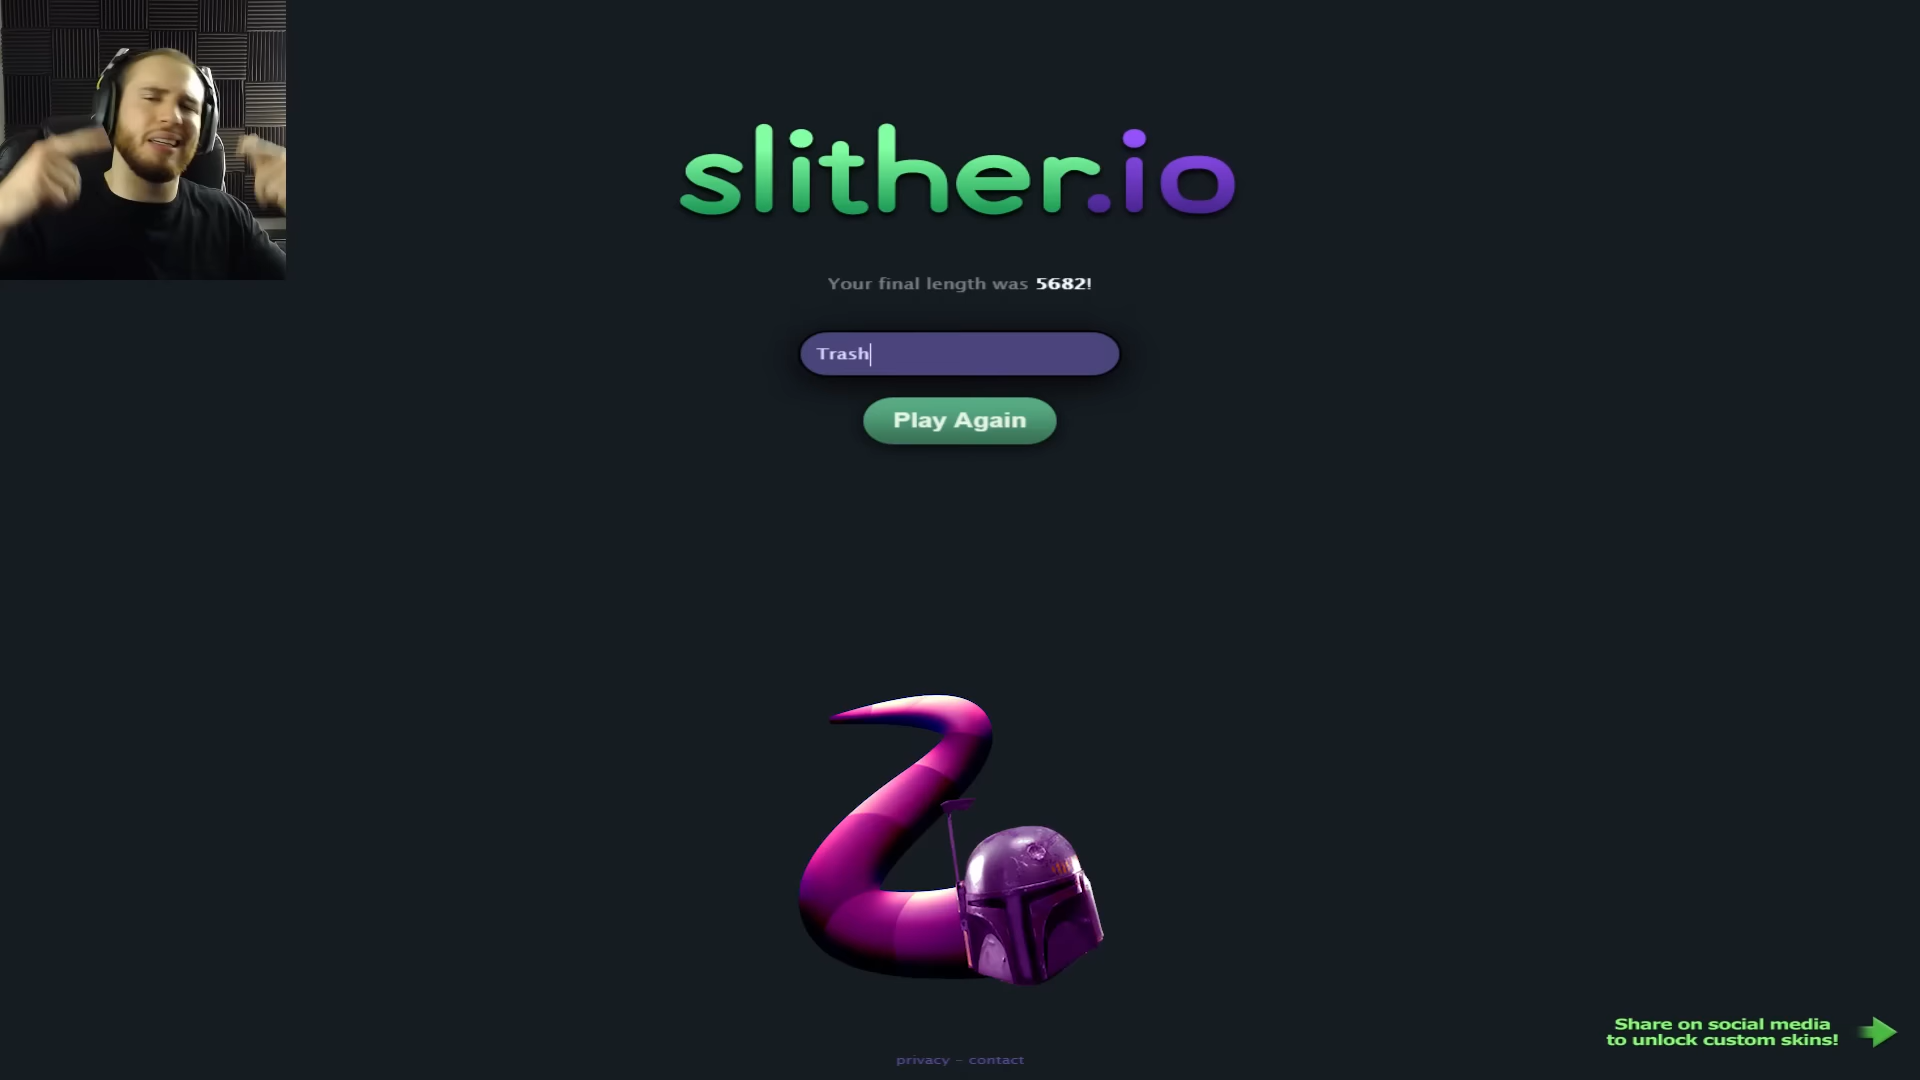 slither.io
Your final length was 5682!
Trash
Play Again
Share on social media
to unlock custom skins!
privacy - contact